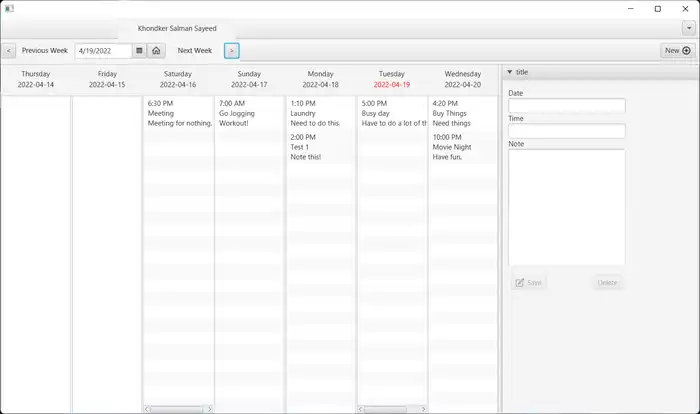 Khondker Salman Sayeed
< Previous Week 4/19/2022 Next Week > New
Thursday
2022-04-14
Friday
2022-04-15
Saturday
2022-04-16
Sunday
2022-04-17
Monday
2022-04-18
Tuesday
2022-04-19
Wednesday
2022-04-20
6:30 PM
Meeting
Meeting for nothing.
7:00 AM
Go Jogging
Workout!
1:10 PM
Laundry
Need to do this.
2:00 PM
Test 1
Note this!
5:00 PM
Busy day
Have to do a lot of th
4:20 PM
Buy Things
Need things
10:00 PM
Movie Night
Have fun.
title
Date
Time
Note
Save Delete